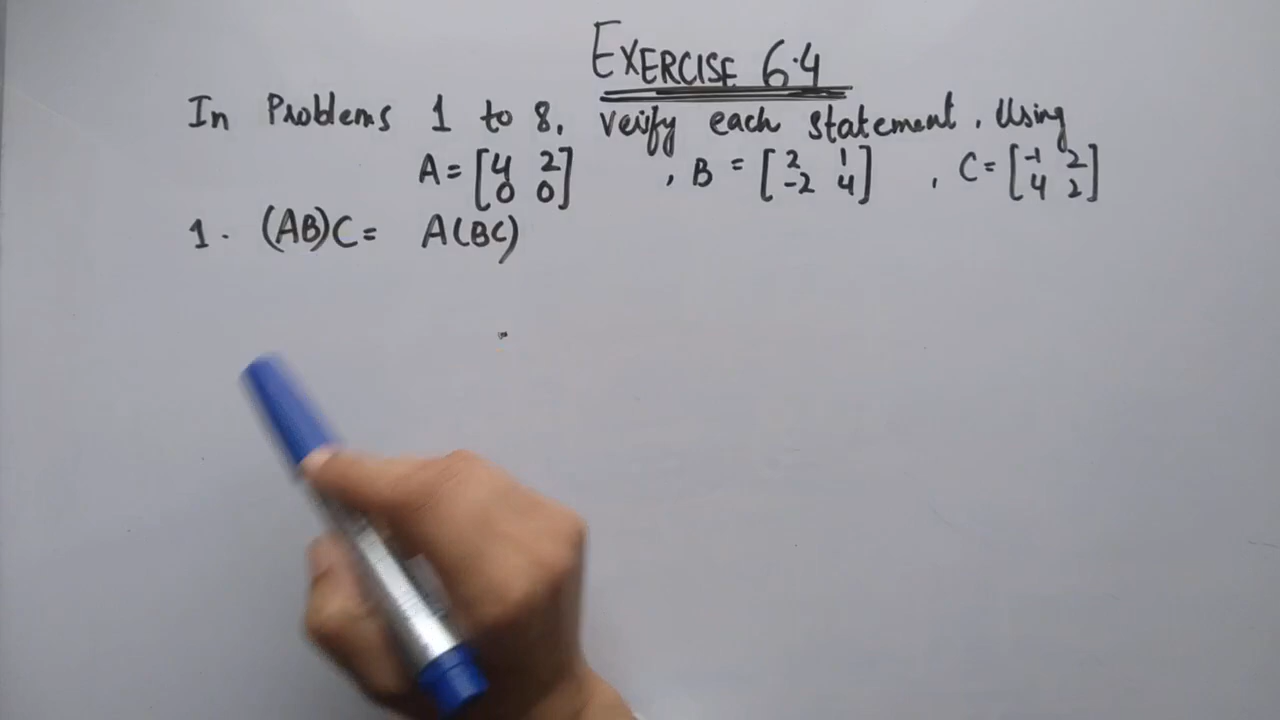 EXERCISE 6.4
In Problems 1 to 8, verify each statement, Using
A = [4 2 , B = [2 1 , C = [-1 2
0 0] -2 4] 4 2]
1. (AB)C = A(BC)